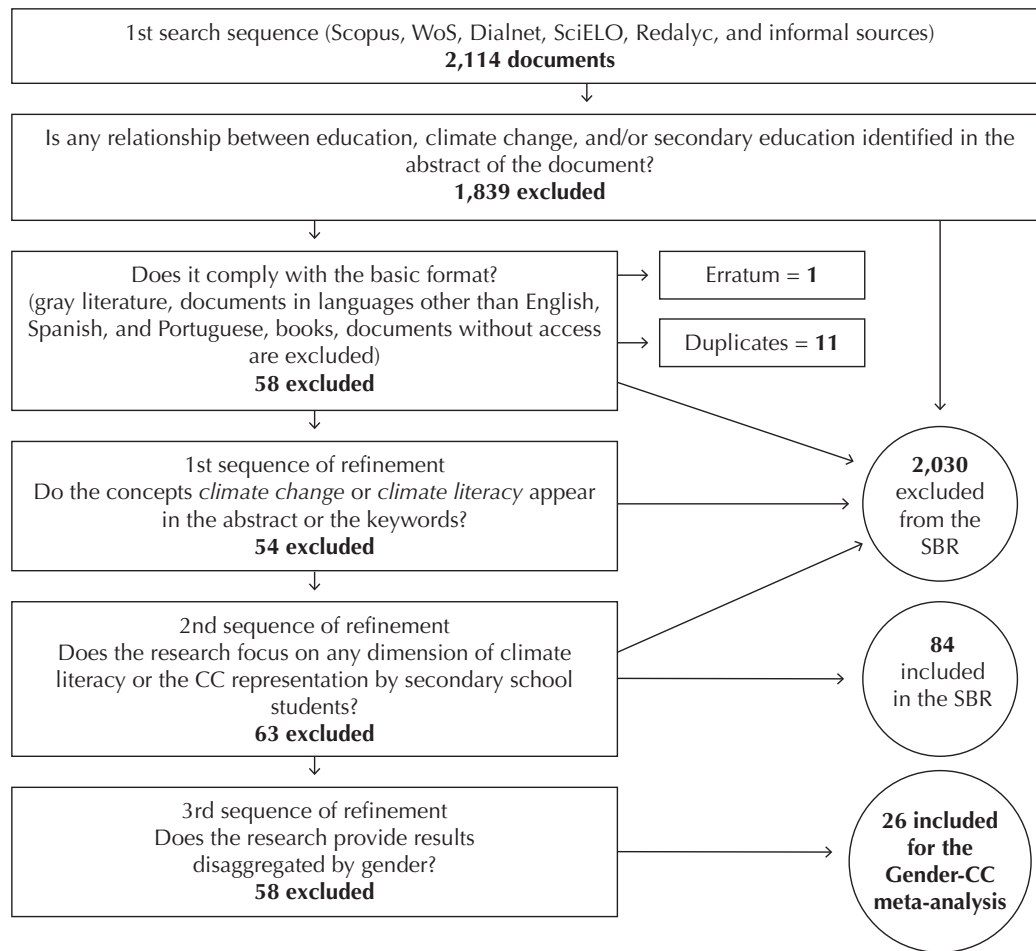 1st search sequence (Scopus, WoS, Dialnet, SciELO, Redalyc, and informal sources)
2,114 documents
Is any relationship between education, climate change, and/or secondary education identified in the
abstract of the document?
1,839 excluded
Does it comply with the basic format?
(gray literature, documents in languages other than English,
Spanish, and Portuguese, books, documents without access
are excluded)
58 excluded
Erratum = 1
Duplicates = 11
1st sequence of refinement
Do the concepts climate change or climate literacy appear
in the abstract or the keywords?
54 excluded
2,030
excluded
from the
SBR
2nd sequence of refinement
Does the research focus on any dimension of climate
literacy or the CC representation by secondary school
students?
63 excluded
84
included
in the SBR
3rd sequence of refinement
Does the research provide results
disaggregated by gender?
58 excluded
26 included
for the
Gender-CC
meta-analysis